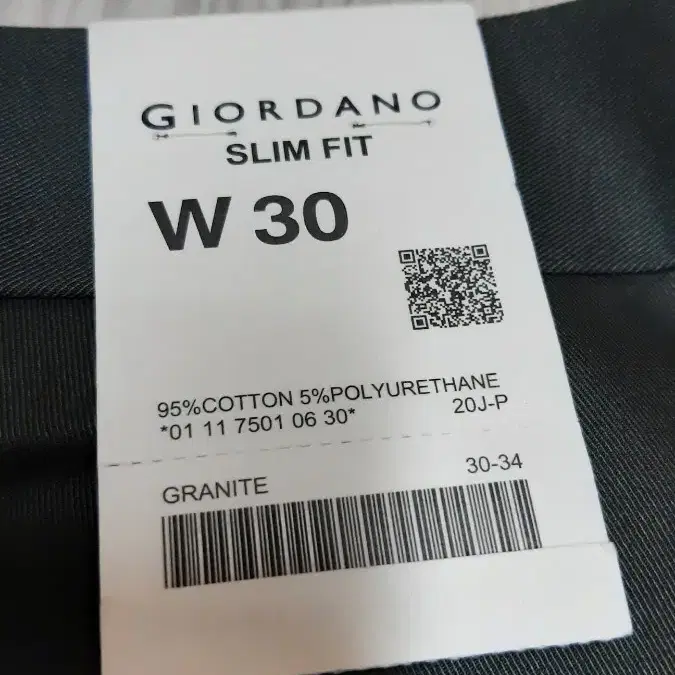 GIORDANO
SLIM FIT
W 30
95%COTTON 5%POLYURETHANE
*01 11 7501 06 30* 20J-P
30-34
GRANITE